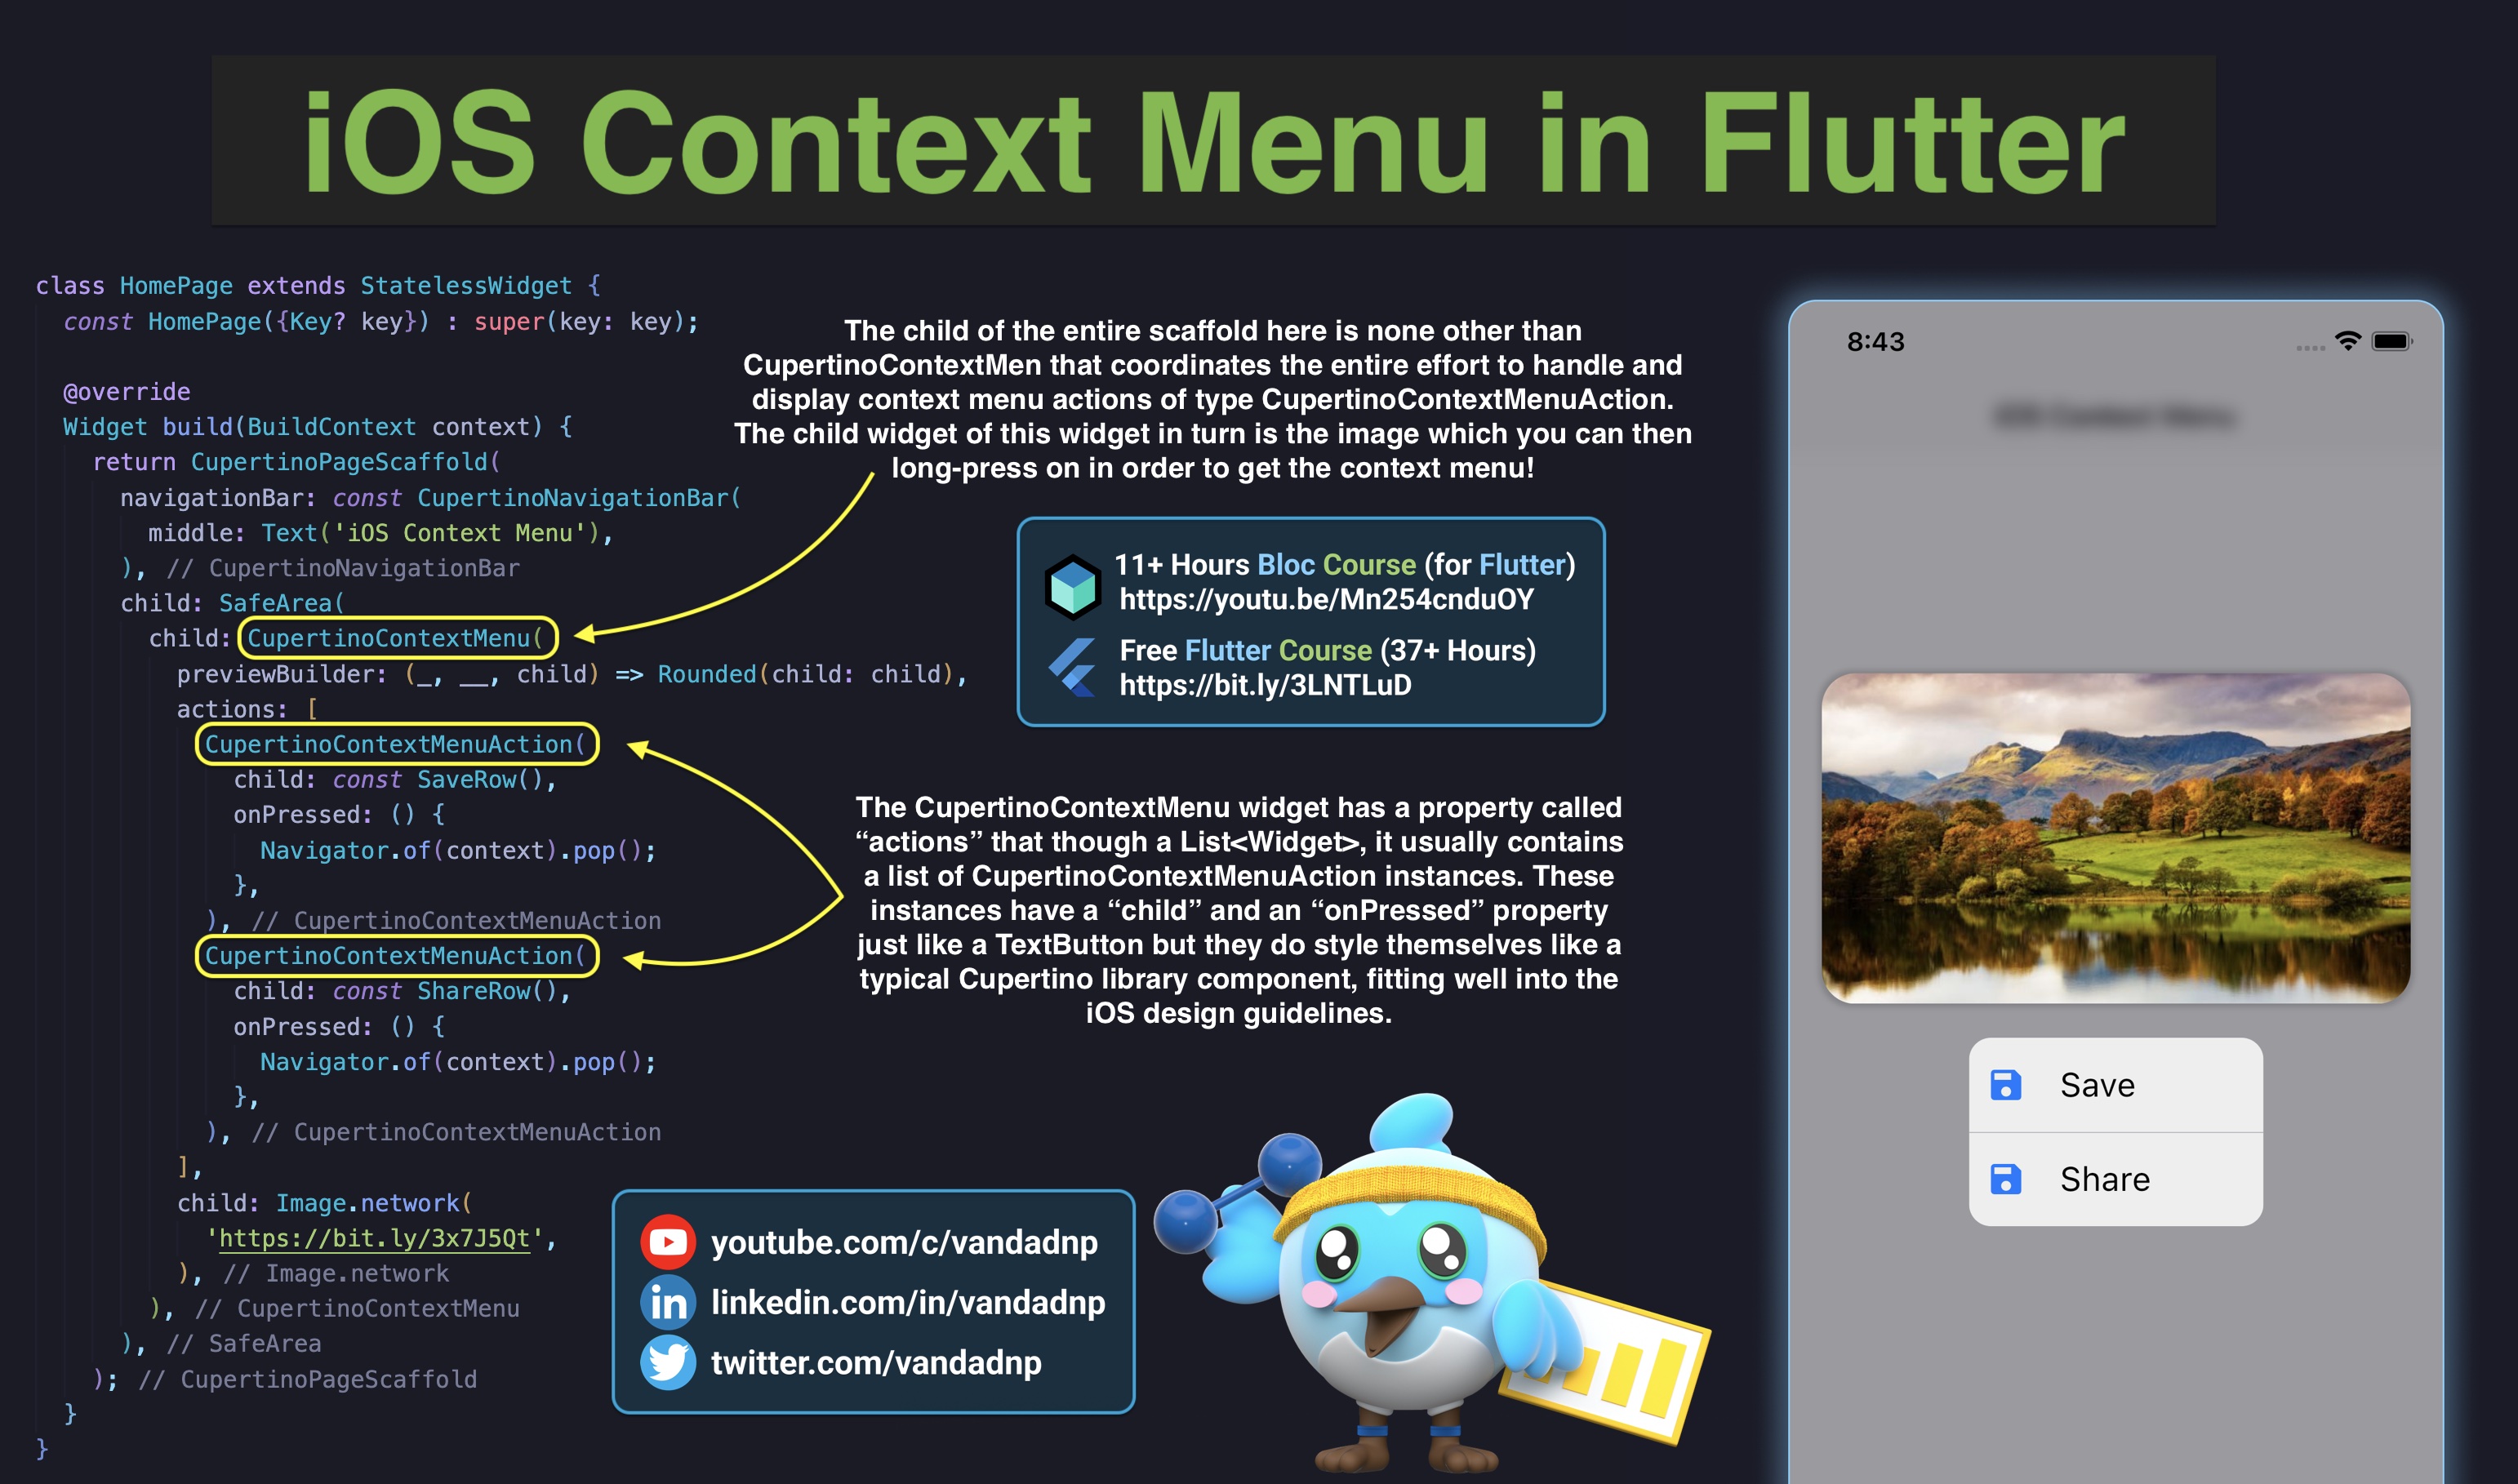 iOS Context Menu in Flutter
class HomePage extends StatelessWidget {
const HomePage({Key? key}) : super(key: key);
@override
Widget build(BuildContext context) {
return CupertinoPageScaffold(
navigationBar: const CupertinoNavigationBar(
middle: Text('iOS Context Menu'),
), // CupertinoNavigationBar
child: SafeArea(
child: CupertinoContextMenu(
previewBuilder: (_, __, child) => Rounded(child: child),
actions: [
CupertinoContextMenuAction(
child: const SaveRow(),
onPressed: () {
Navigator.of(context).pop();
},
), // CupertinoContextMenuAction
CupertinoContextMenuAction(
child: const ShareRow(),
onPressed: () {
Navigator.of(context).pop();
},
), // CupertinoContextMenuAction
],
child: Image.network(
'https://bit.ly/3x7J5Qt',
), // Image.network
), // CupertinoContextMenu
), // SafeArea
); // CupertinoPageScaffold
}
}
The child of the entire scaffold here is none other than
CupertinoContextMen that coordinates the entire effort to handle and
display context menu actions of type CupertinoContextMenuAction.
The child widget of this widget in turn is the image which you can then
long-press on in order to get the context menu!
11+ Hours Bloc Course (for Flutter)
https://youtu.be/Mn254cnduOY
Free Flutter Course (37+ Hours)
https://bit.ly/3LNTLuD
The CupertinoContextMenu widget has a property called
“actions” that though a List<Widget>, it usually contains
a list of CupertinoContextMenuAction instances. These
instances have a “child” and an “onPressed” property
just like a TextButton but they do style themselves like a
typical Cupertino library component, fitting well into the
iOS design guidelines.
youtube.com/c/vandadnp
linkedin.com/in/vandadnp
twitter.com/vandadnp
8:43
iOS Context Menu
Save
Share